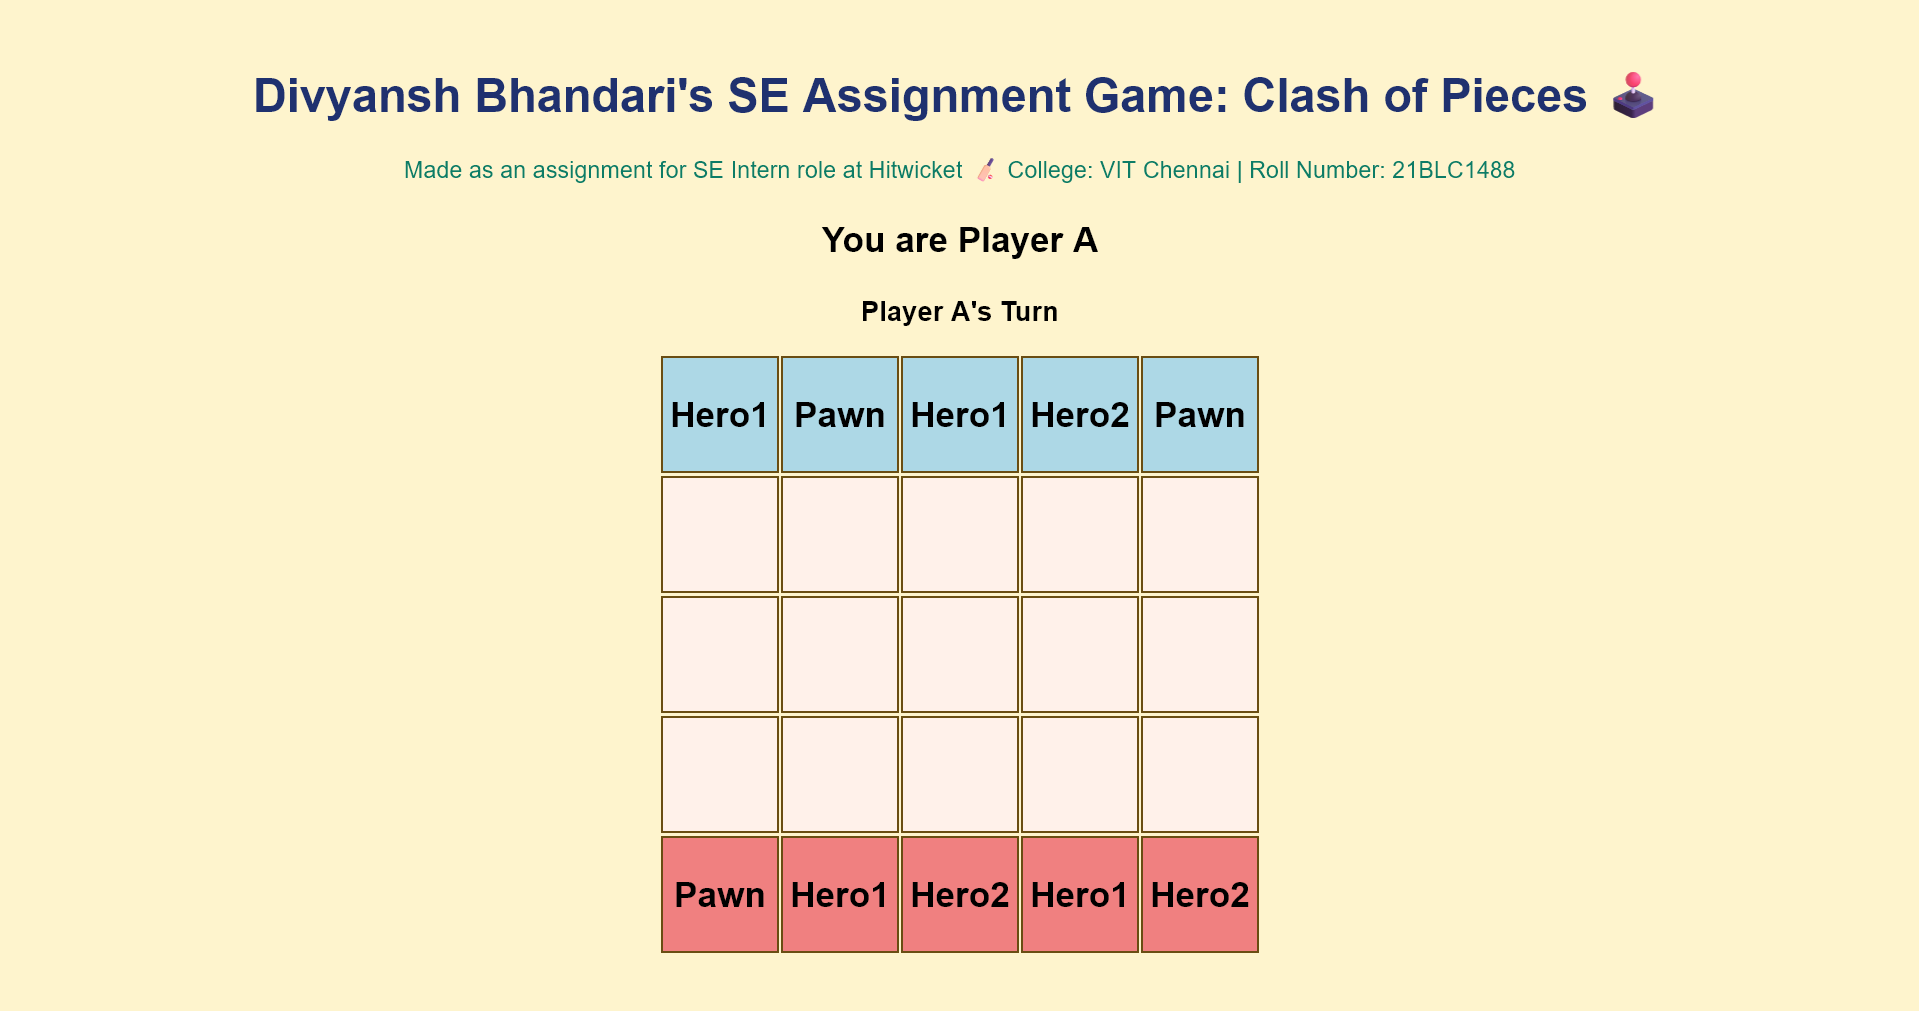 Divyansh Bhandari's SE Assignment Game: Clash of Pieces 🕹️
Made as an assignment for SE Intern role at Hitwicket 🏏 College: VIT Chennai | Roll Number: 21BLC1488
You are Player A
Player A's Turn
Hero1 Pawn Hero1 Hero2 Pawn
Pawn Hero1 Hero2 Hero1 Hero2